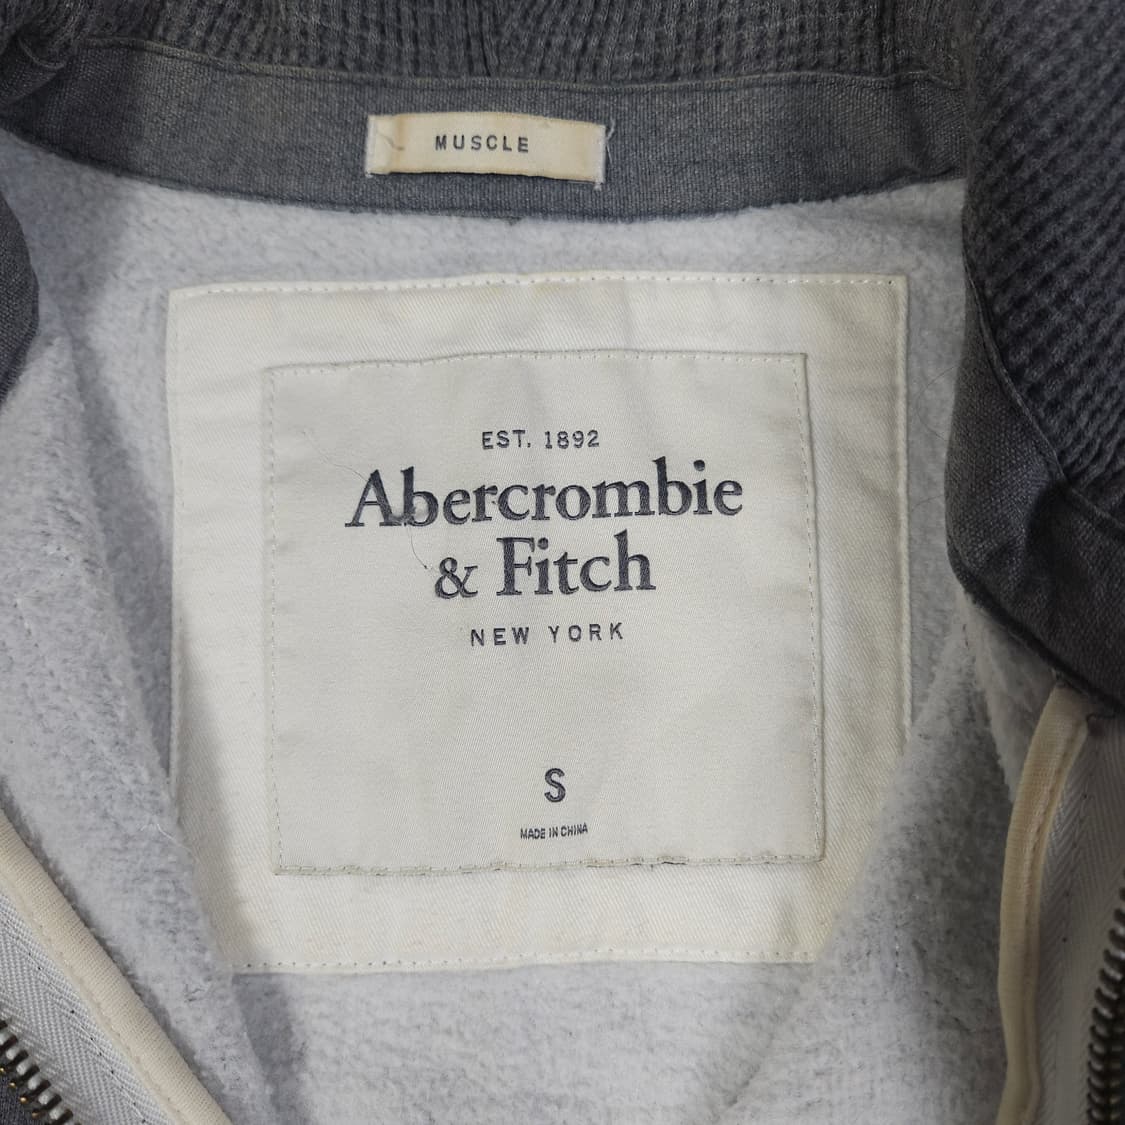 MUSCLE
EST. 1892
Abercrombie
& Fitch
NEW YORK
S
MADE IN CHINA